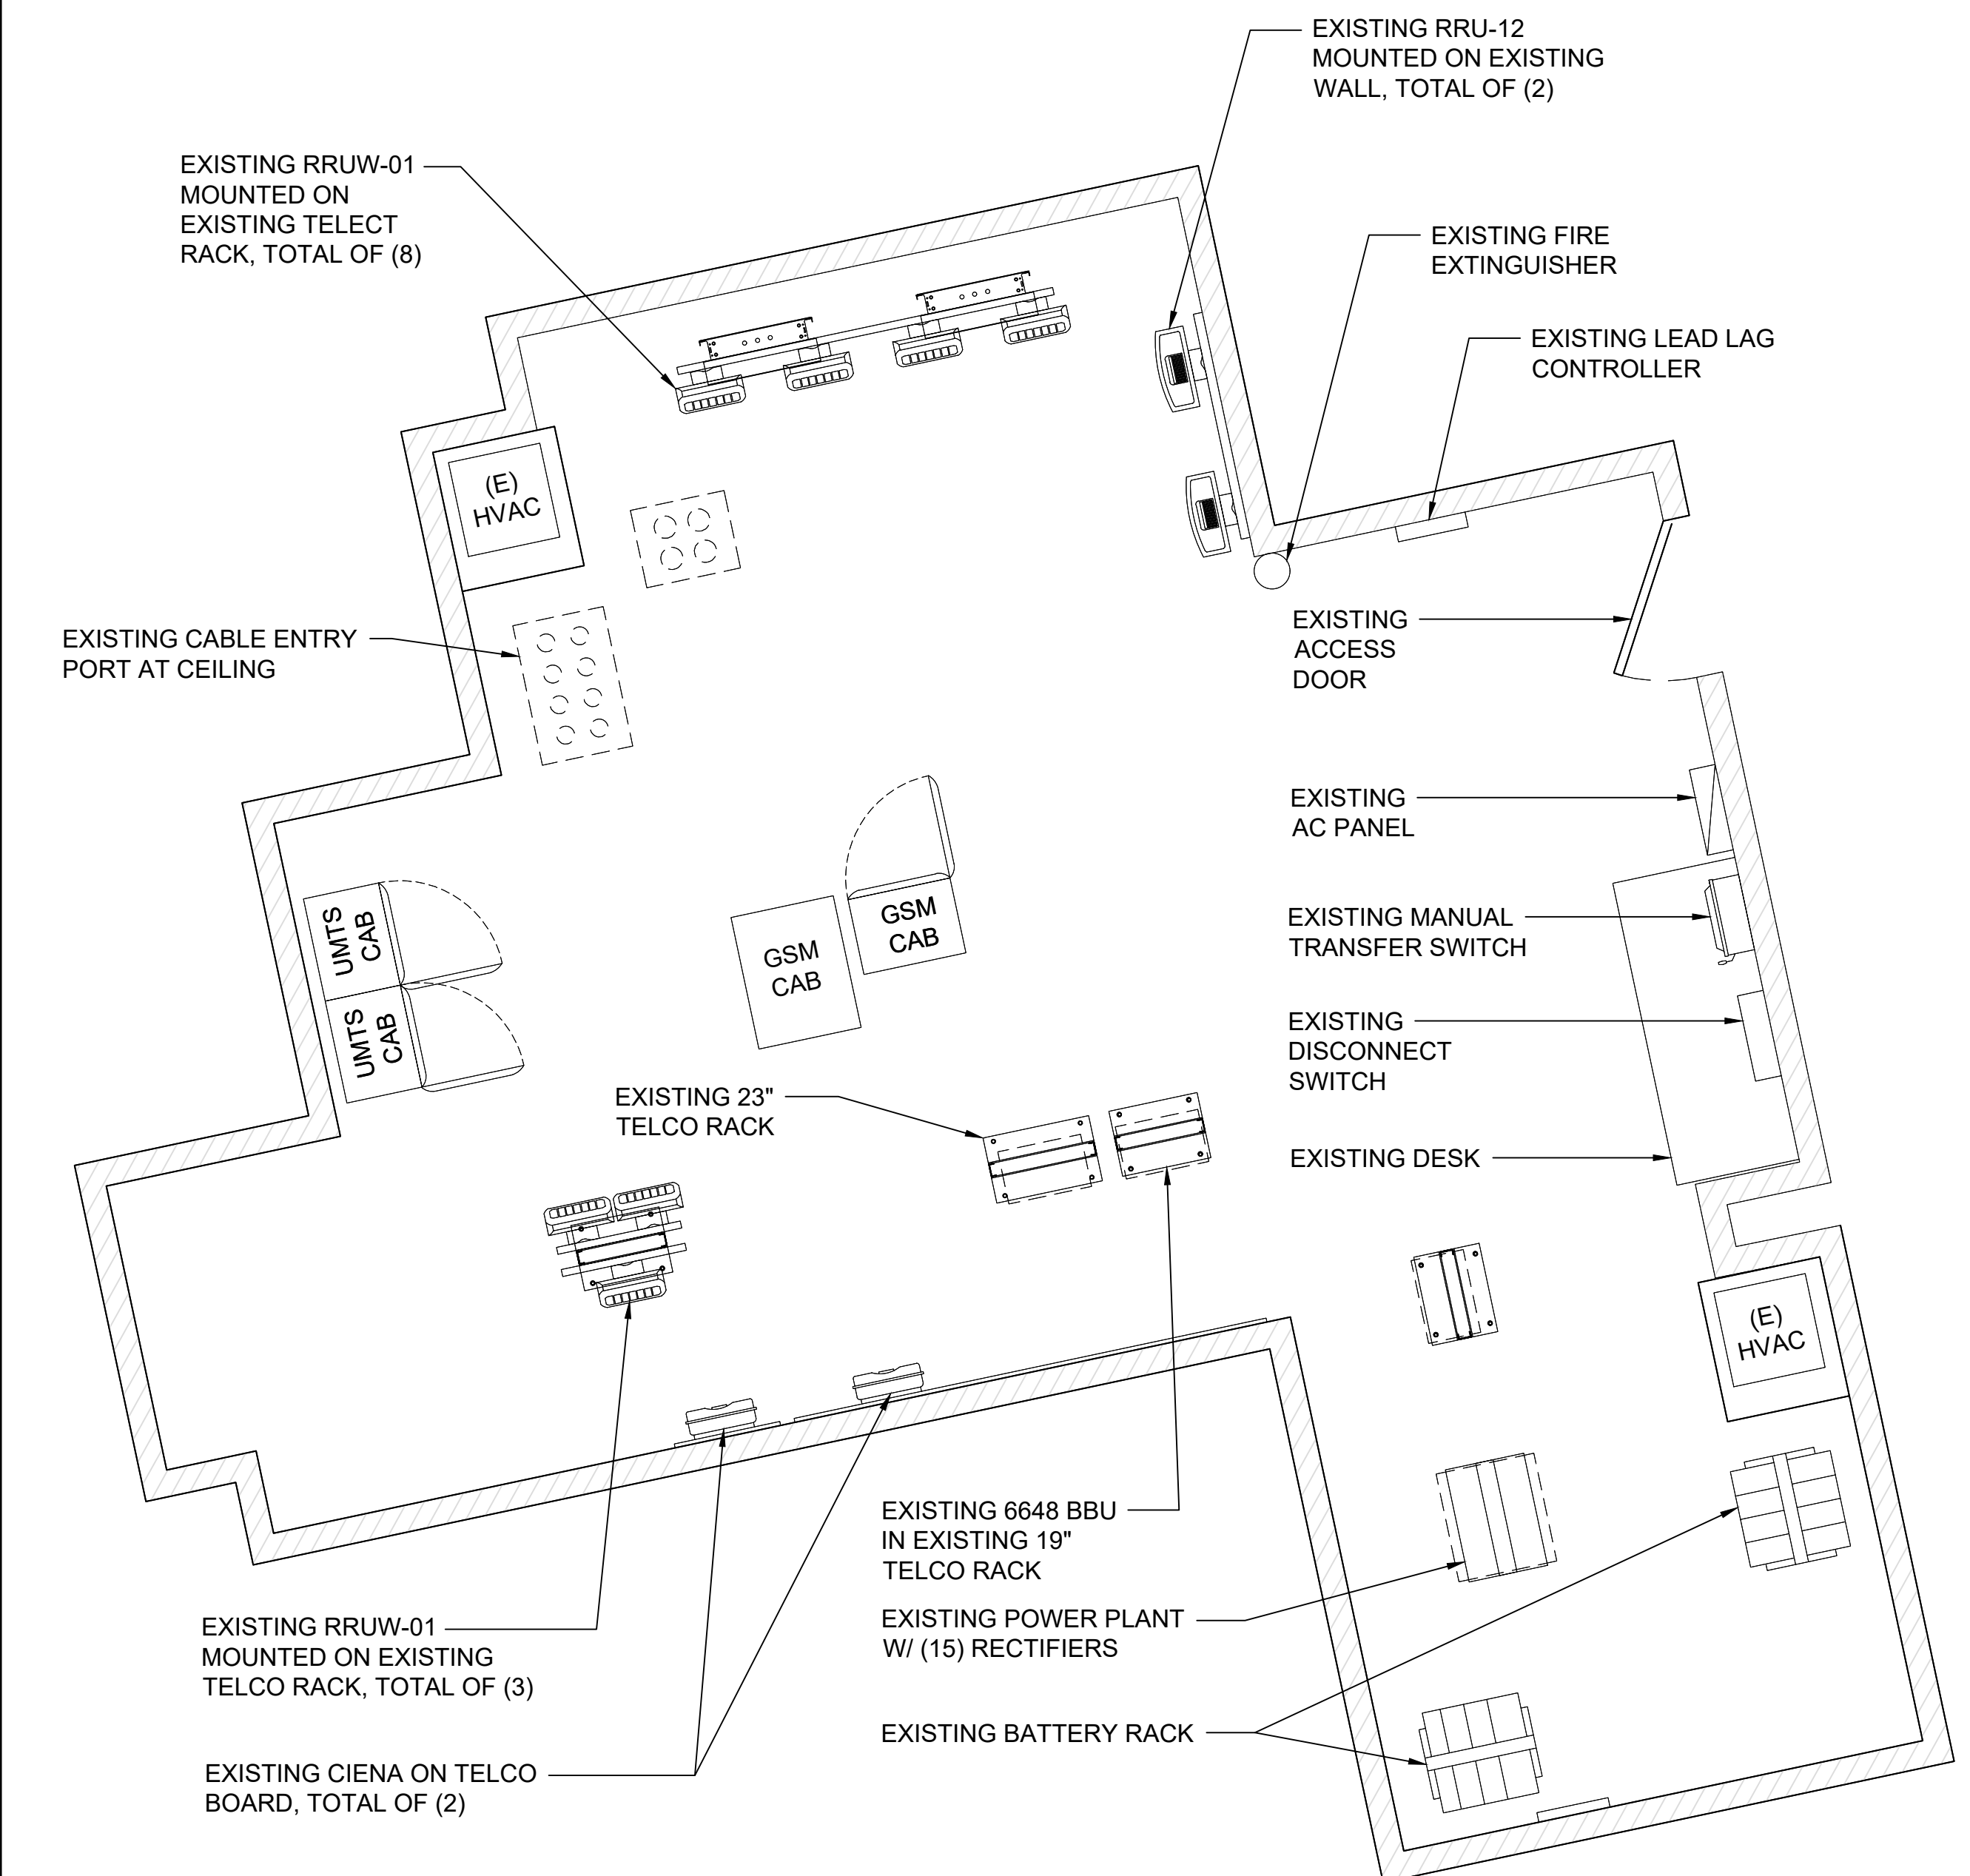 EXISTING RRU-12
MOUNTED ON EXISTING
WALL, TOTAL OF (2)
EXISTING RRUW-01
MOUNTED ON
EXISTING TELECT
RACK, TOTAL OF (8)
EXISTING FIRE
EXTINGUISHER
EXISTING LEAD LAG
CONTROLLER
(E)
HVAC
EXISTING CABLE ENTRY
PORT AT CEILING
EXISTING
ACCESS
DOOR
EXISTING
AC PANEL
UMTS
CAB
UMTS
CAB
GSM
CAB
GSM
CAB
EXISTING MANUAL
TRANSFER SWITCH
EXISTING
DISCONNECT
SWITCH
EXISTING 23"
TELCO RACK
EXISTING DESK
(E)
HVAC
EXISTING 6648 BBU
IN EXISTING 19"
TELCO RACK
EXISTING POWER PLANT
W/ (15) RECTIFIERS
EXISTING RRUW-01
MOUNTED ON EXISTING
TELCO RACK, TOTAL OF (3)
EXISTING BATTERY RACK
EXISTING CIENA ON TELCO
BOARD, TOTAL OF (2)